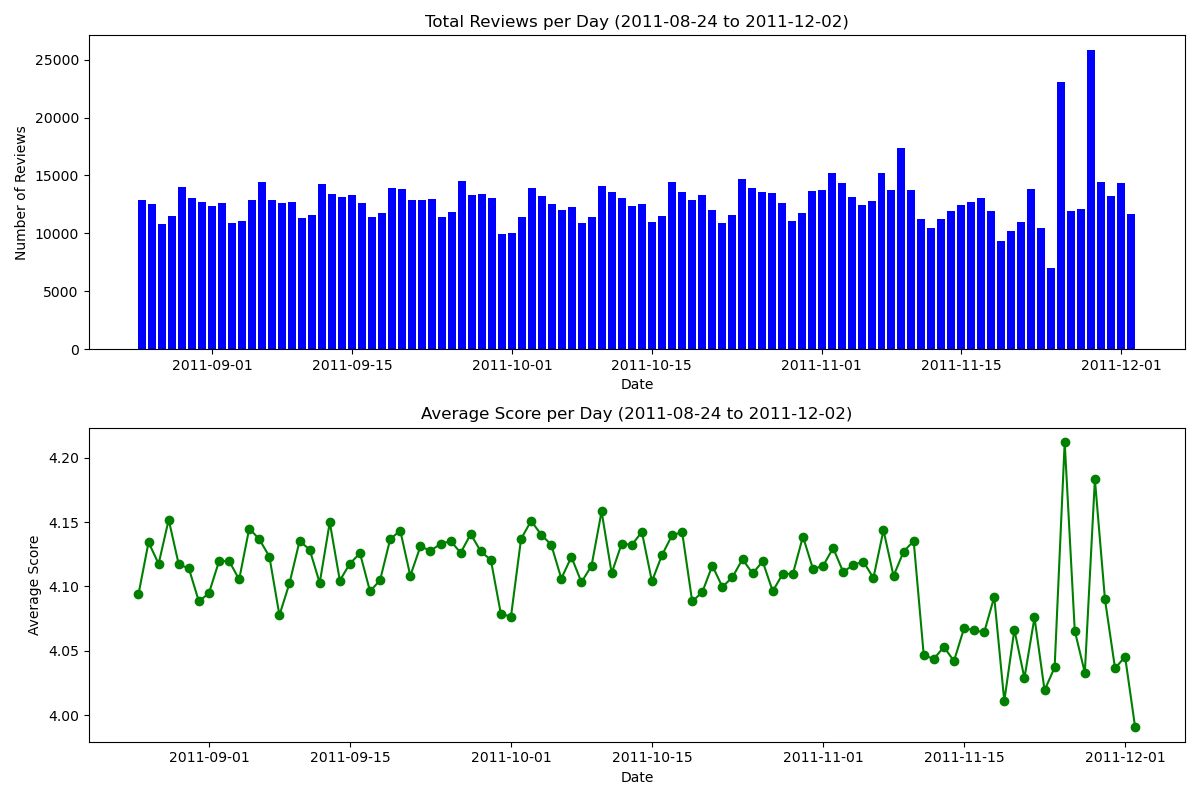 Total Reviews per Day (2011-08-24 to 2011-12-02)
Number of Reviews
25000
20000
15000
10000
5000
0
2011-09-01 2011-09-15 2011-10-01 2011-10-15 2011-11-01 2011-11-15 2011-12-01
Date
Average Score per Day (2011-08-24 to 2011-12-02)
Average Score
4.20
4.15
4.10
4.05
4.00
2011-09-01 2011-09-15 2011-10-01 2011-10-15 2011-11-01 2011-11-15 2011-12-01
Date